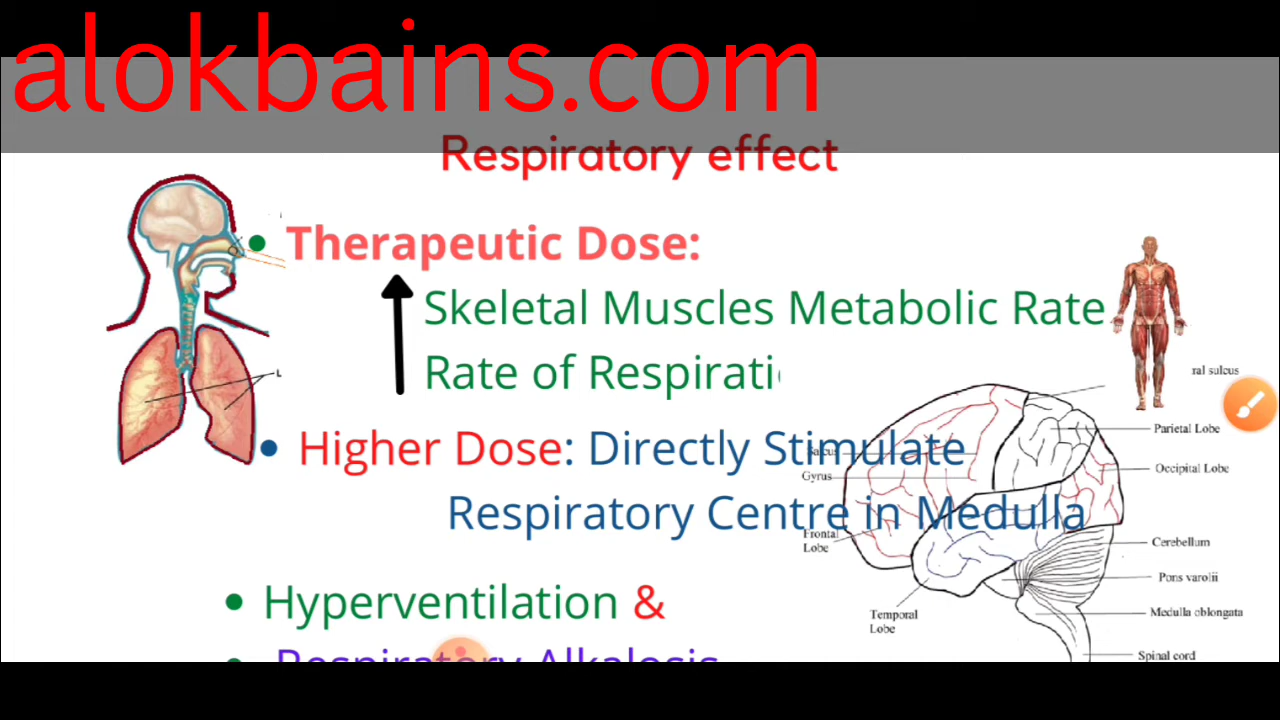 alokbains.com
Respiratory effect
Therapeutic Dose:
Skeletal Muscles Metabolic Rate
Rate of Respirati
ral sulcus
Parietal Lobe
Higher Dose: Directly Stimulate
Occipital Lobe
Gyrus
Respiratory Centre in Medulla
Frontal
Lobe
Cerebellum
Pons varolii
Hyperventilation &
Temporal
Lobe
Medulla oblongata
Respiratory Alkalosis
Spinal cord